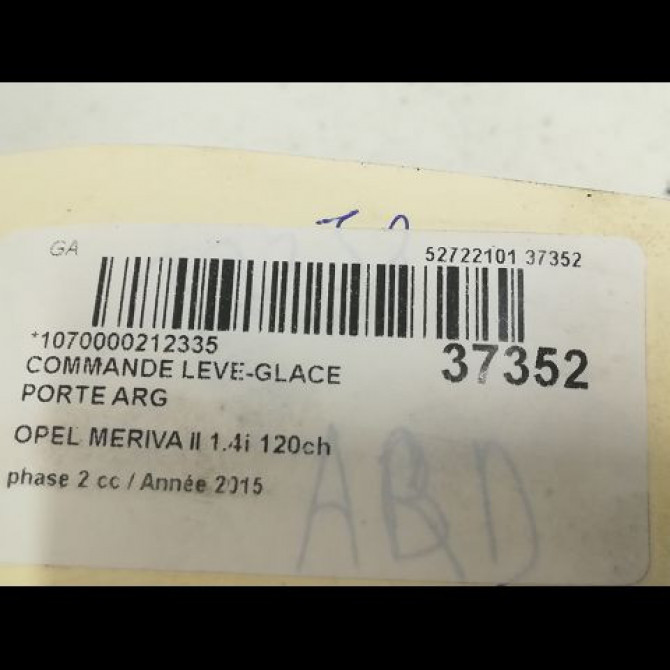 GA
52722101 37352
*1070000212335
37352
COMMANDE LEVE-GLACE
PORTE ARG
OPEL MERIVA II 1.4i 120ch
phase 2 cc / Année 2015
ABD